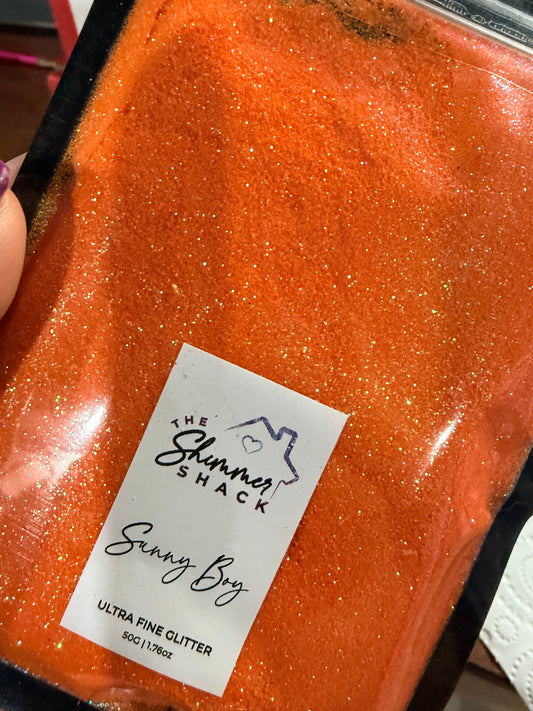 THE
Shimmer
SHACK
Sunny Boy
ULTRA FINE GLITTER
50G | 1.76oz